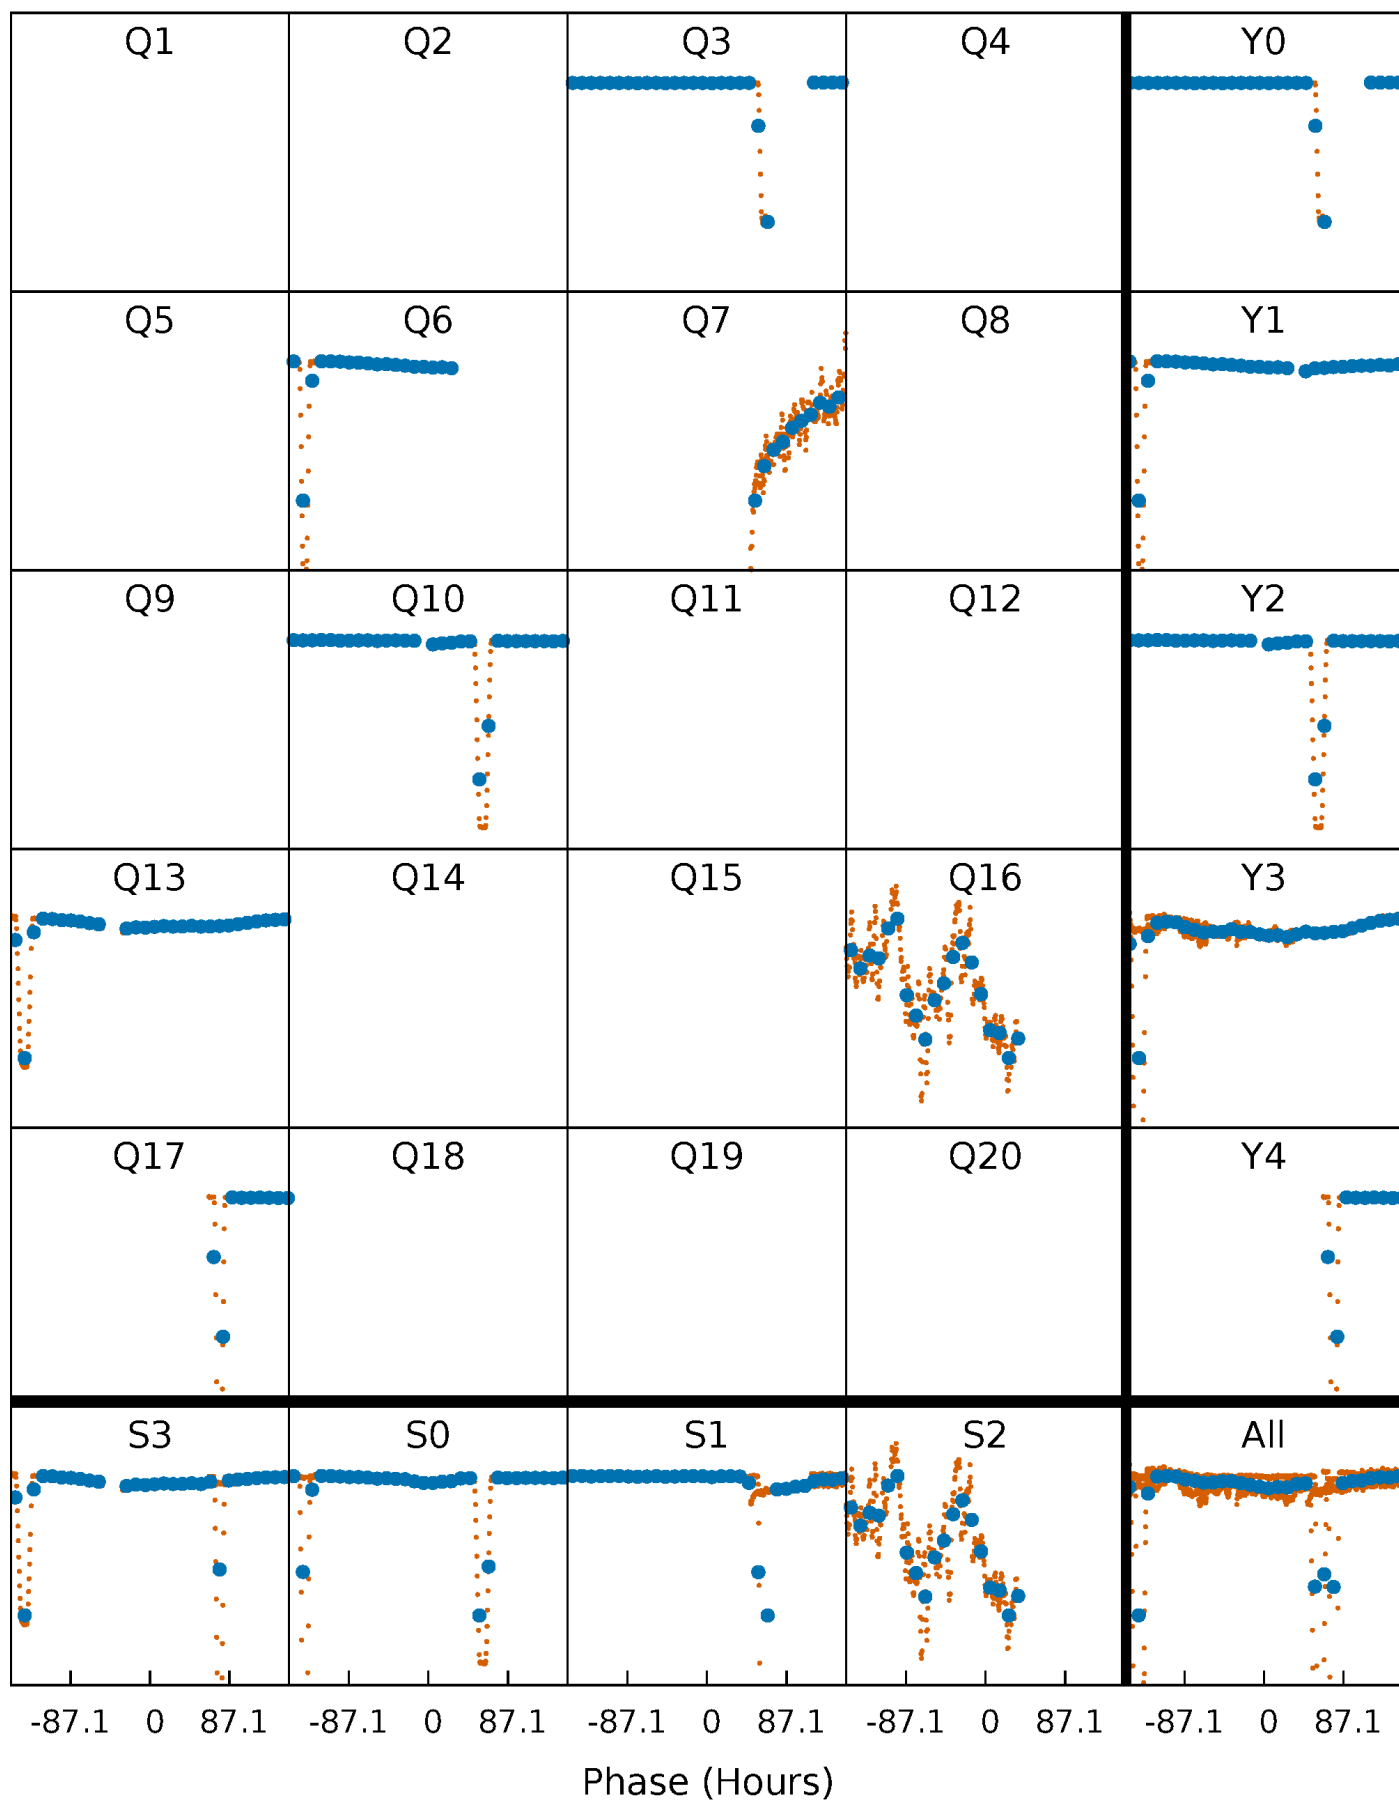 Q1 Q2 Q3 Q4 Y0
Q5 Q6 Q7 Q8 Y1
Q9 Q10 Q11 Q12 Y2
Q13 Q14 Q15 Q16 Y3
Q17 Q18 Q19 Q20 Y4
S3 S0 S1 S2 All
-87.1 0 87.1 -87.1 0 87.1 -87.1 0 87.1 -87.1 0 87.1 -87.1 0 87.1
Phase (Hours)